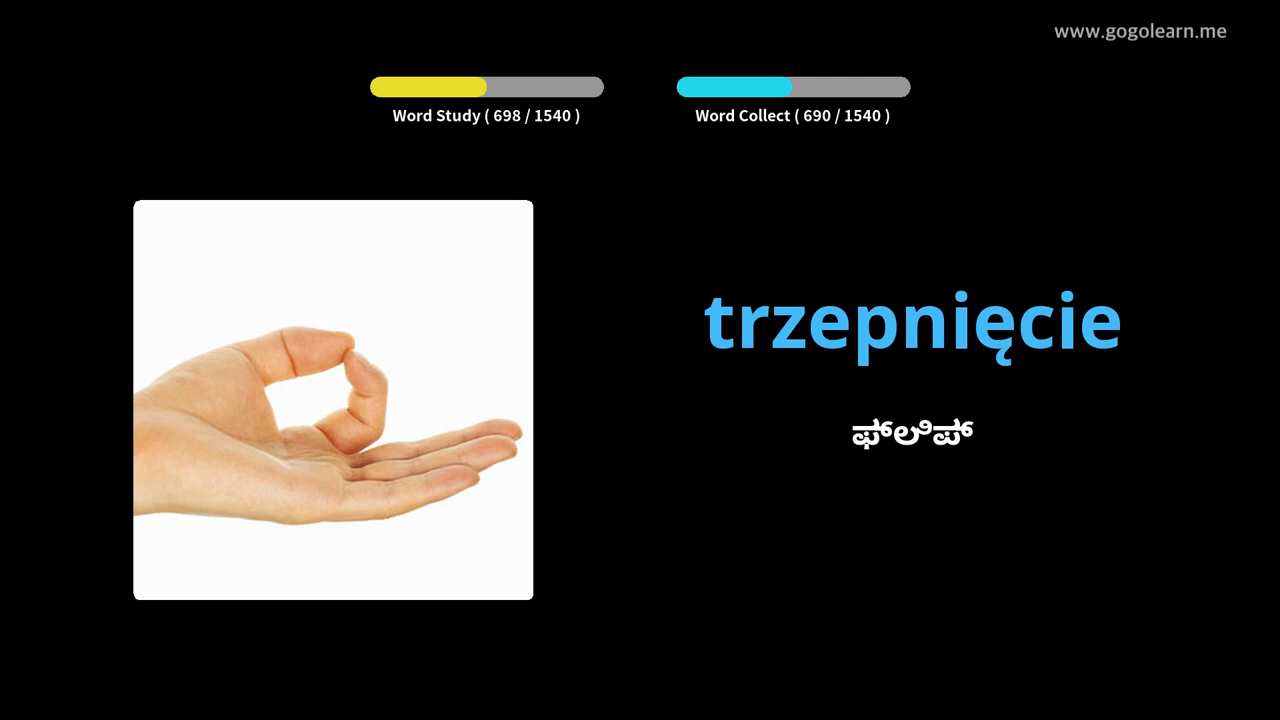 www.gogolearn.me
Word Study ( 698 / 1540 )
Word Collect ( 690 / 1540 )
trzepnięcie
ಫ್ಲಿಪ್